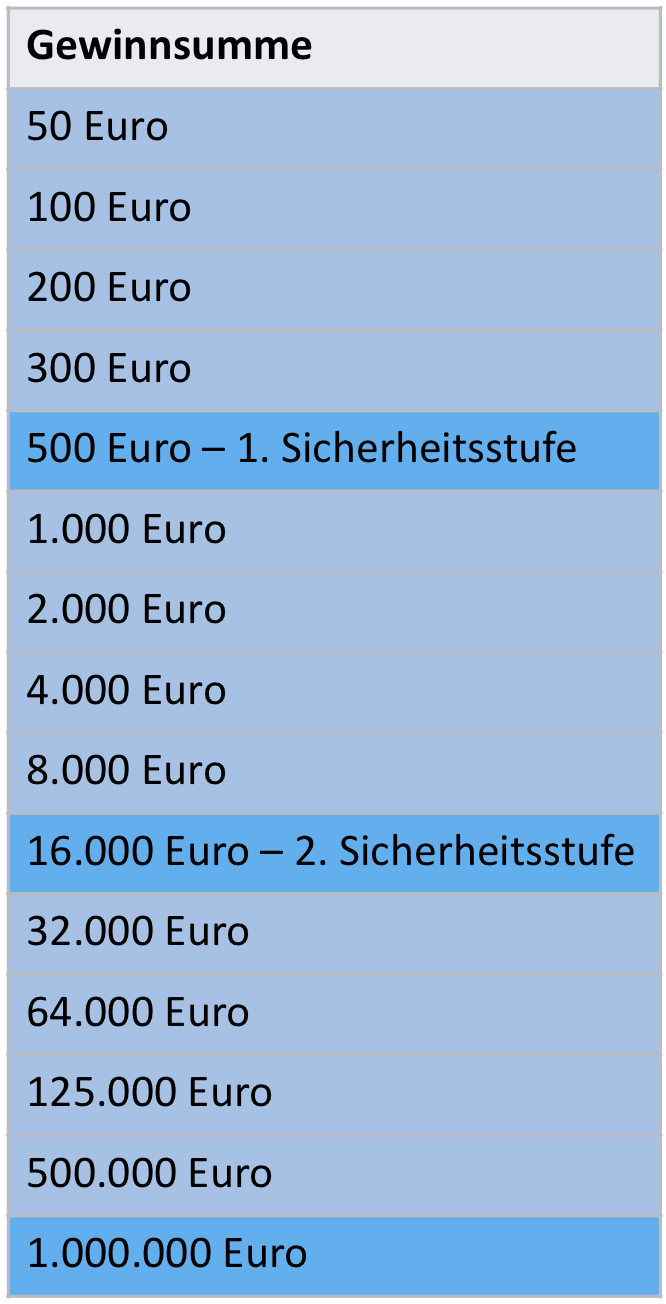 Gewinnsumme
50 Euro
100 Euro
200 Euro
300 Euro
500 Euro – 1. Sicherheitsstufe
1.000 Euro
2.000 Euro
4.000 Euro
8.000 Euro
16.000 Euro – 2. Sicherheitsstufe
32.000 Euro
64.000 Euro
125.000 Euro
500.000 Euro
1.000.000 Euro